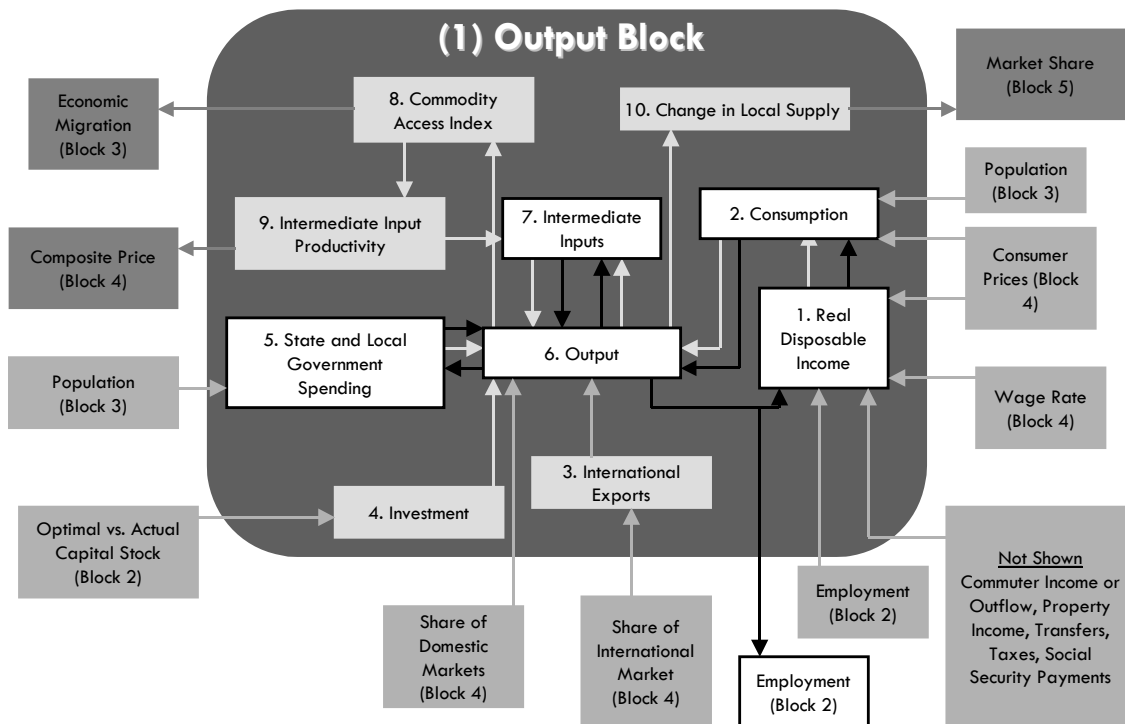 (1) Output Block
Market Share
(Block 5)
Economic
Migration
(Block 3)
8. Commodity
Access Index
10. Change in Local Supply
Population
(Block 3)
2. Consumption
7. Intermediate
Inputs
9. Intermediate Input
Productivity
Composite Price
(Block 4)
Consumer
Prices (Block
4)
1. Real
Disposable
Income
5. State and Local
Government
Spending
6. Output
Population
(Block 3)
Wage Rate
(Block 4)
3. International
Exports
4. Investment
Optimal vs. Actual
Capital Stock
(Block 2)
Share of
Domestic
Markets
(Block 4)
Share of
International
Market
(Block 4)
Employment
(Block 2)
Employment
(Block 2)
Not Shown
Commuter Income or
Outflow, Property
Income, Transfers,
Taxes, Social
Security Payments